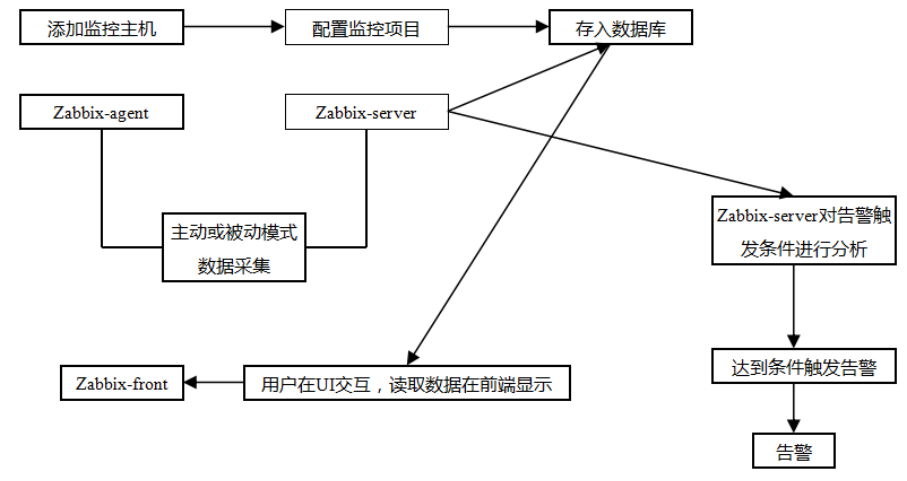 添加监控主机
配置监控项目
存入数据库
Zabbix-agent
Zabbix-server
主动或被动模式
数据采集
Zabbix-server对告警触
发条件进行分析
Zabbix-front
用户在UI交互，读取数据在前端显示
达到条件触发告警
告警